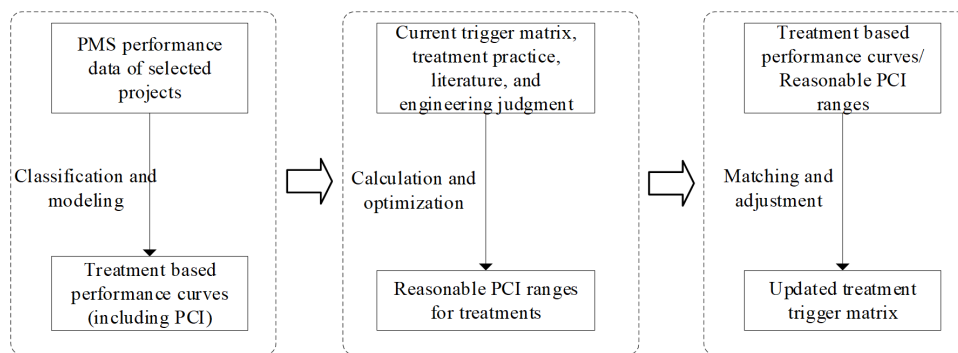 PMS performance
data of selected
projects
Classification and
modeling
Treatment based
performance curves
(including PCI)
Current trigger matrix,
treatment practice,
literature, and
engineering judgment
Calculation and
optimization
Reasonable PCI ranges
for treatments
Treatment based
performance curves/
Reasonable PCI
ranges
Matching and
adjustment
Updated treatment
trigger matrix